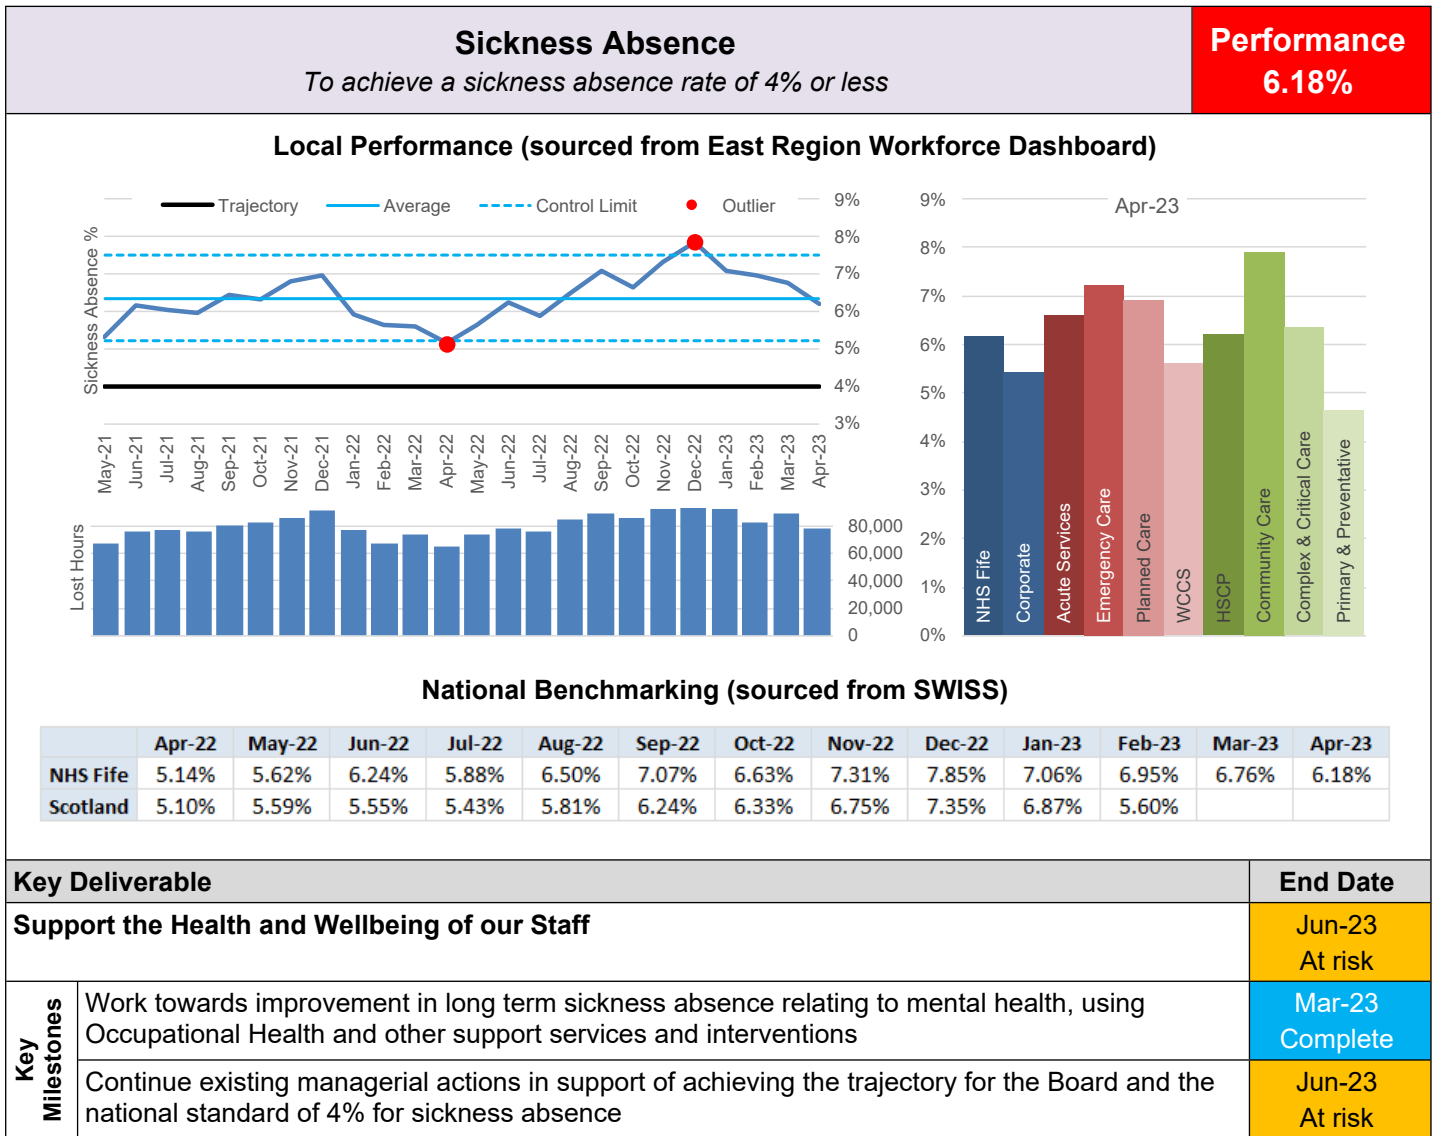 Sickness Absence
To achieve a sickness absence rate of 4% or less
Performance
6.18%
Local Performance (sourced from East Region Workforce Dashboard)
Trajectory Average Control Limit Outlier
Sickness Absence %
9%
8%
7%
6%
5%
4%
3%
May-21 Jun-21 Jul-21 Aug-21 Sep-21 Oct-21 Nov-21 Dec-21 Jan-22 Feb-22 Mar-22 Apr-22 May-22 Jun-22 Jul-22 Aug-22 Sep-22 Oct-22 Nov-22 Dec-22 Jan-23 Feb-23 Mar-23 Apr-23
Lost Hours
80,000
60,000
40,000
20,000
0
Apr-23
9%
8%
7%
6%
5%
4%
3%
2%
1%
0%
NHS Fife
Corporate
Acute Services
Emergency Care
Planned Care
WCCS
HSCP
Community Care
Complex & Critical Care
Primary & Preventative
National Benchmarking (sourced from SWISS)
Apr-22 May-22 Jun-22 Jul-22 Aug-22 Sep-22 Oct-22 Nov-22 Dec-22 Jan-23 Feb-23 Mar-23 Apr-23
NHS Fife 5.14% 5.62% 6.24% 5.88% 6.50% 7.07% 6.63% 7.31% 7.85% 7.06% 6.95% 6.76% 6.18%
Scotland 5.10% 5.59% 5.55% 5.43% 5.81% 6.24% 6.33% 6.75% 7.35% 6.87% 5.60%
Key Deliverable End Date
Support the Health and Wellbeing of our Staff
Jun-23
At risk
Key
Milestones
Work towards improvement in long term sickness absence relating to mental health, using
Occupational Health and other support services and interventions
Mar-23
Complete
Continue existing managerial actions in support of achieving the trajectory for the Board and the
national standard of 4% for sickness absence
Jun-23
At risk